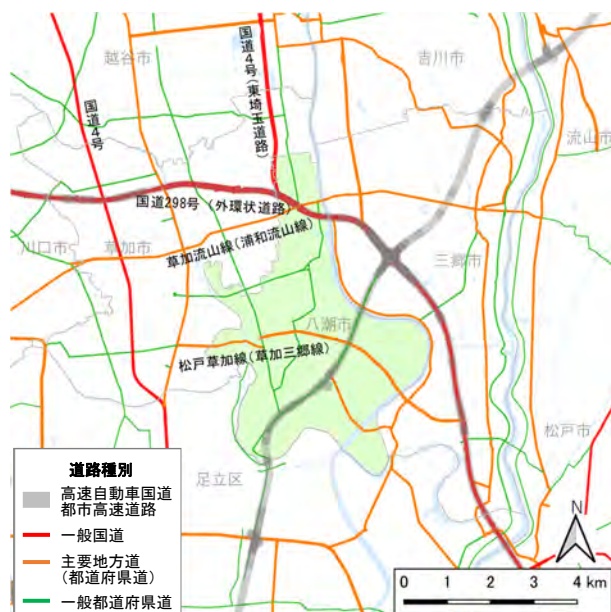 越谷市
吉川市
国道4号(東埼玉道路)
国道4号
流山市
国道298号(外環状道路)
川口市
草加市
草加流山線(浦和流山線)
三郷市
八潮市
松戸草加線(草加三郷線)
松戸市
足立区
道路種別
高速自動車国道
都市高速道路
一般国道
主要地方道
(都道府県道)
一般都道府県道
N
0 1 2 3 4 km